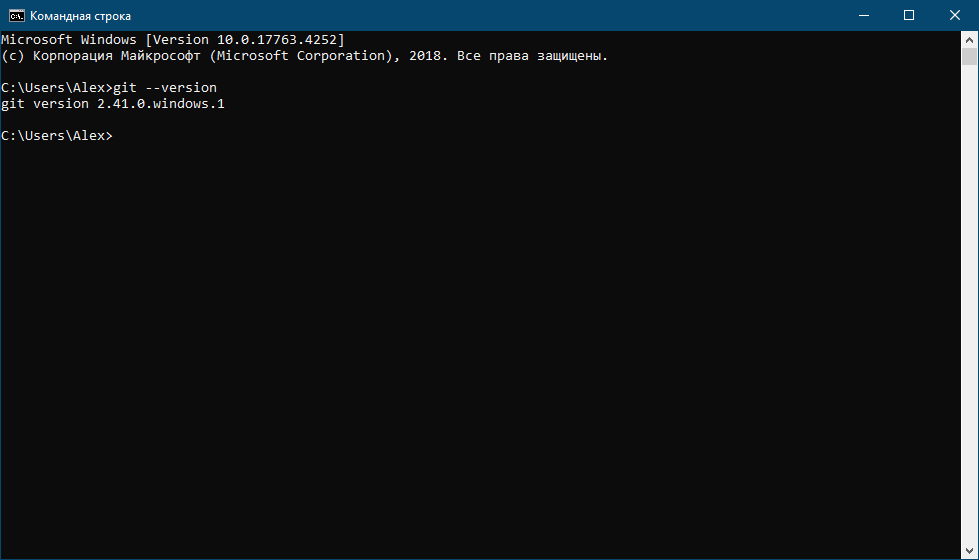 Командная строка
Microsoft Windows [Version 10.0.17763.4252]
(c) Корпорация Майкрософт (Microsoft Corporation), 2018. Все права защищены.
C:\Users\Alex>git --version
git version 2.41.0.windows.1
C:\Users\Alex>